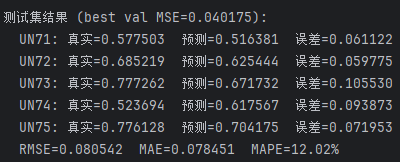 测试集结果 (best val MSE=0.040175):
UN71: 真实=0.577503 预测=0.516381 误差=0.061122
UN72: 真实=0.685219 预测=0.625444 误差=0.059775
UN73: 真实=0.777262 预测=0.671732 误差=0.105530
UN74: 真实=0.523694 预测=0.617567 误差=0.093873
UN75: 真实=0.776128 预测=0.704175 误差=0.071953
RMSE=0.080542 MAE=0.078451 MAPE=12.02%